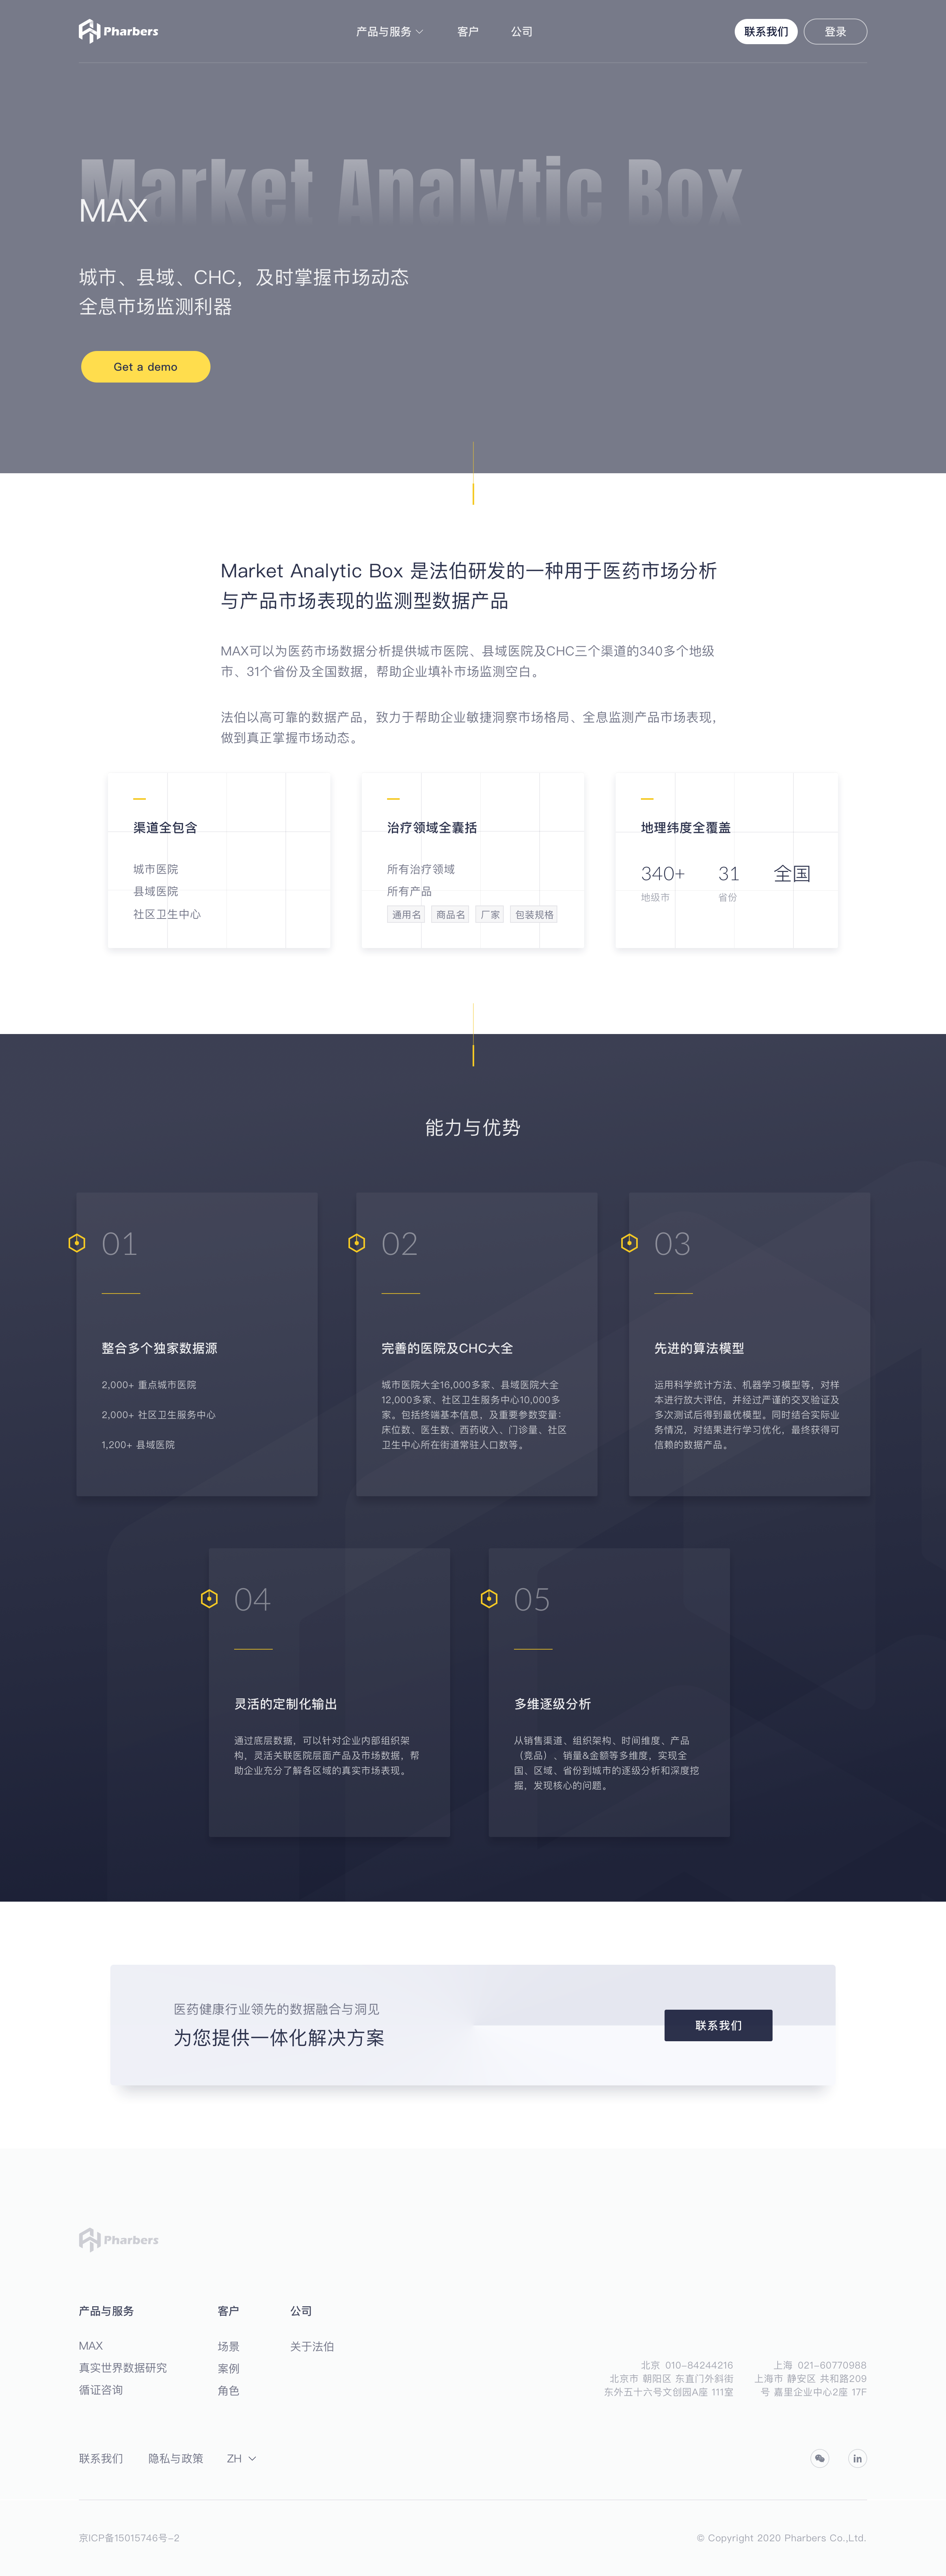 Pharbers
产品与服务
客户
公司
联系我们
登录
Market Analytic Box
MAX
城市、县域、CHC，及时掌握市场动态
全息市场监测利器
Get a demo
Market Analytic Box 是法伯研发的一种用于医药市场分析
与产品市场表现的监测型数据产品
MAX可以为医药市场数据分析提供城市医院、县域医院及CHC三个渠道的340多个地级
市、31个省份及全国数据，帮助企业填补市场监测空白。
法伯以高可靠的数据产品，致力于帮助企业敏捷洞察市场格局、全息监测产品市场表现，
做到真正掌握市场动态。
渠道全包含
城市医院
县域医院
社区卫生中心
治疗领域全囊括
所有治疗领域
所有产品
通用名 商品名 厂家 包装规格
地理纬度全覆盖
340+ 31 全国
地级市 省份
能力与优势
01
整合多个独家数据源
2,000+ 重点城市医院
2,000+ 社区卫生服务中心
1,200+ 县域医院
02
完善的医院及CHC大全
城市医院大全16,000多家、县域医院大全
12,000多家、社区卫生服务中心10,000多
家。包括终端基本信息，及重要参数变量：
床位数、医生数、西药收入、门诊量、社区
卫生中心所在街道常驻人口数等。
03
先进的算法模型
运用科学统计方法、机器学习模型等，对样
本进行放大评估，并经过严谨的交叉验证及
多次测试后得到最优模型。同时结合实际业
务情况，对结果进行学习优化，最终获得可
信赖的数据产品。
04
灵活的定制化输出
通过底层数据，可以针对企业内部组织架
构，灵活关联医院层面产品及市场数据，帮
助企业充分了解各区域的真实市场表现。
05
多维逐级分析
从销售渠道、组织架构、时间维度、产品
（竞品）、销量&金额等多维度，实现全
国、区域、省份到城市的逐级分析和深度挖
掘，发现核心的问题。
医药健康行业领先的数据融合与洞见
为您提供一体化解决方案
联系我们
Pharbers
产品与服务
MAX
真实世界数据研究
循证咨询
客户
场景
案例
角色
公司
关于法伯
北京 010-84244216
北京市 朝阳区 东直门外斜街
东外五十六号文创园A座 111室
上海 021-60770988
上海市 静安区 共和路209
号 嘉里企业中心2座 17F
联系我们
隐私与政策
ZH
in
京ICP备15015746号-2
© Copyright 2020 Pharbers Co.,Ltd.